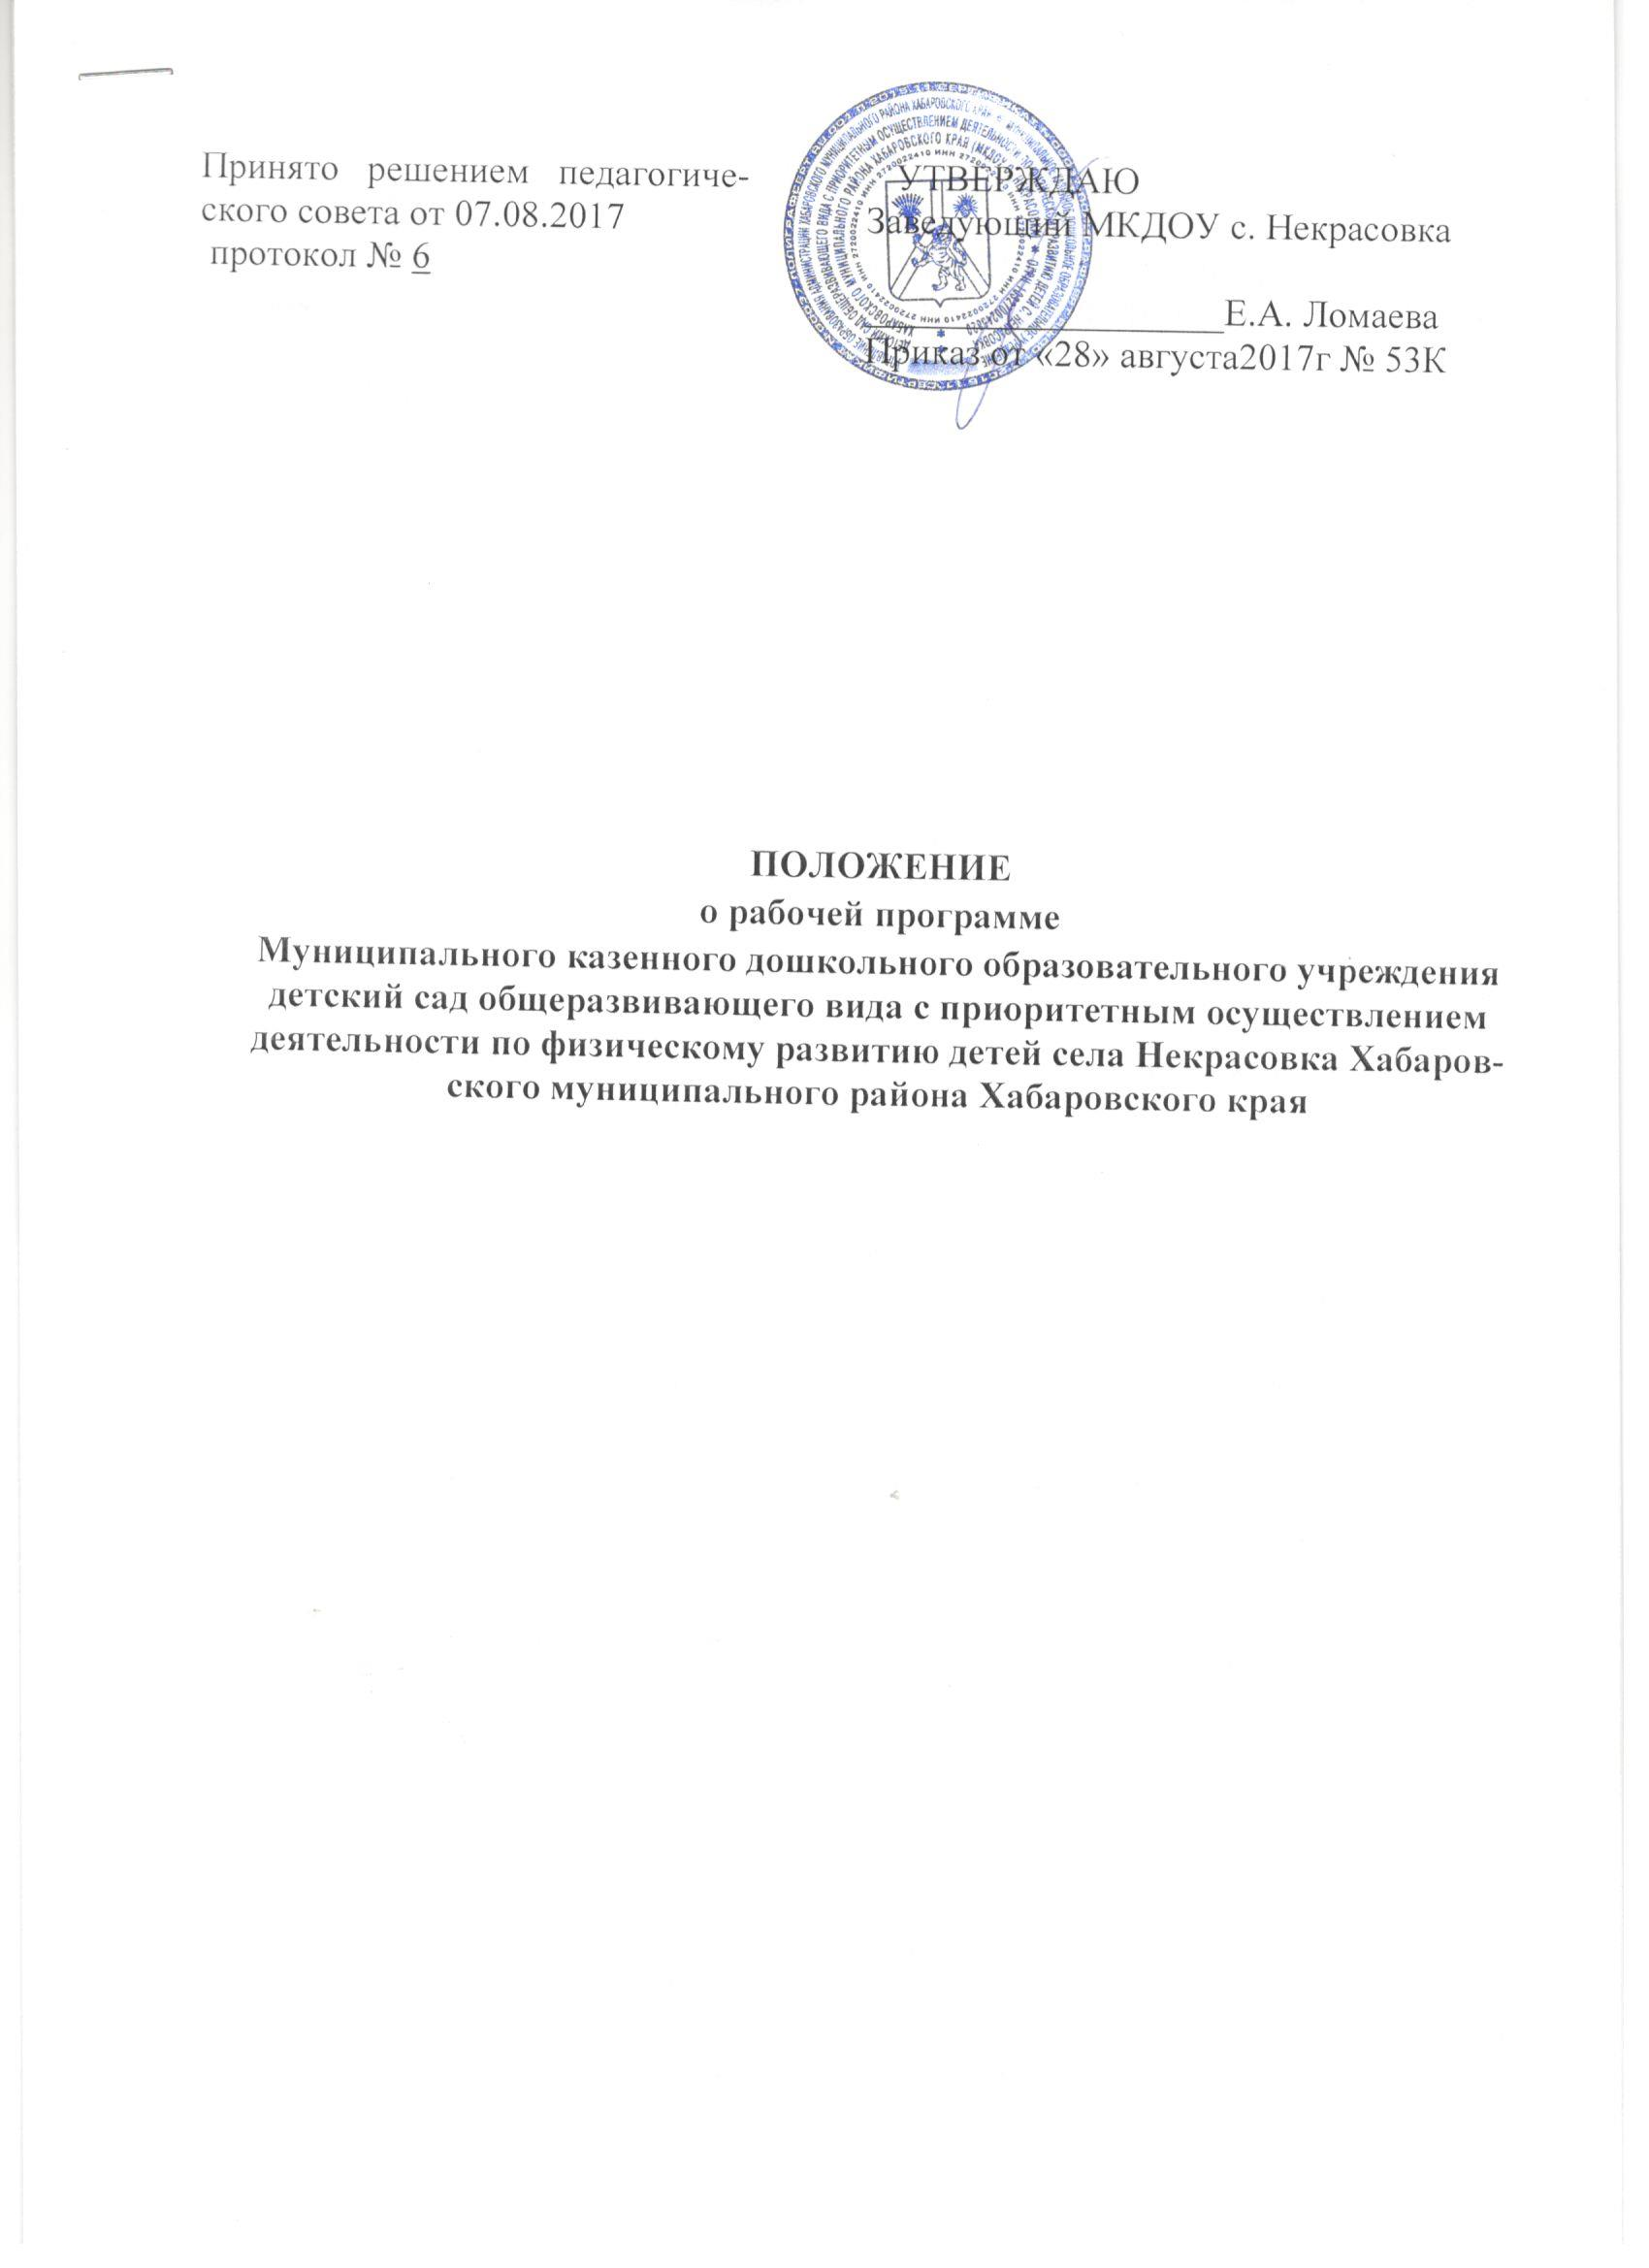 Принято решением педагогиче-
ского совета от 07.08.2017
протокол № 6
УТВЕРЖДАЮ
Заведующий МКДОУ с. Некрасовка
Е.А. Ломаева
Приказ от «28» августа2017г № 53К
ПОЛОЖЕНИЕ
о рабочей программе
Муниципального казенного дошкольного образовательного учреждения
детский сад общеразвивающего вида с приоритетным осуществлением
деятельности по физическому развитию детей села Некрасовка Хабаров-
ского муниципального района Хабаровского края